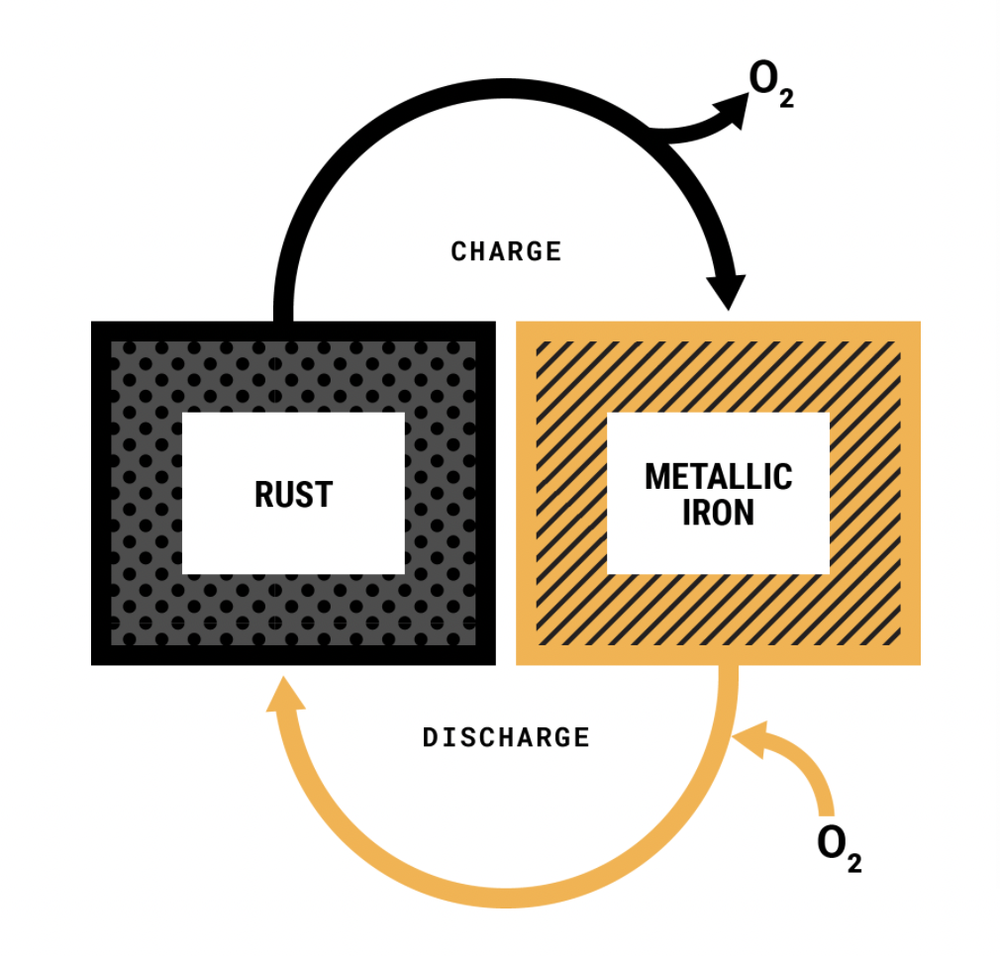 O₂
CHARGE
RUST
METALLIC
IRON
DISCHARGE
O₂